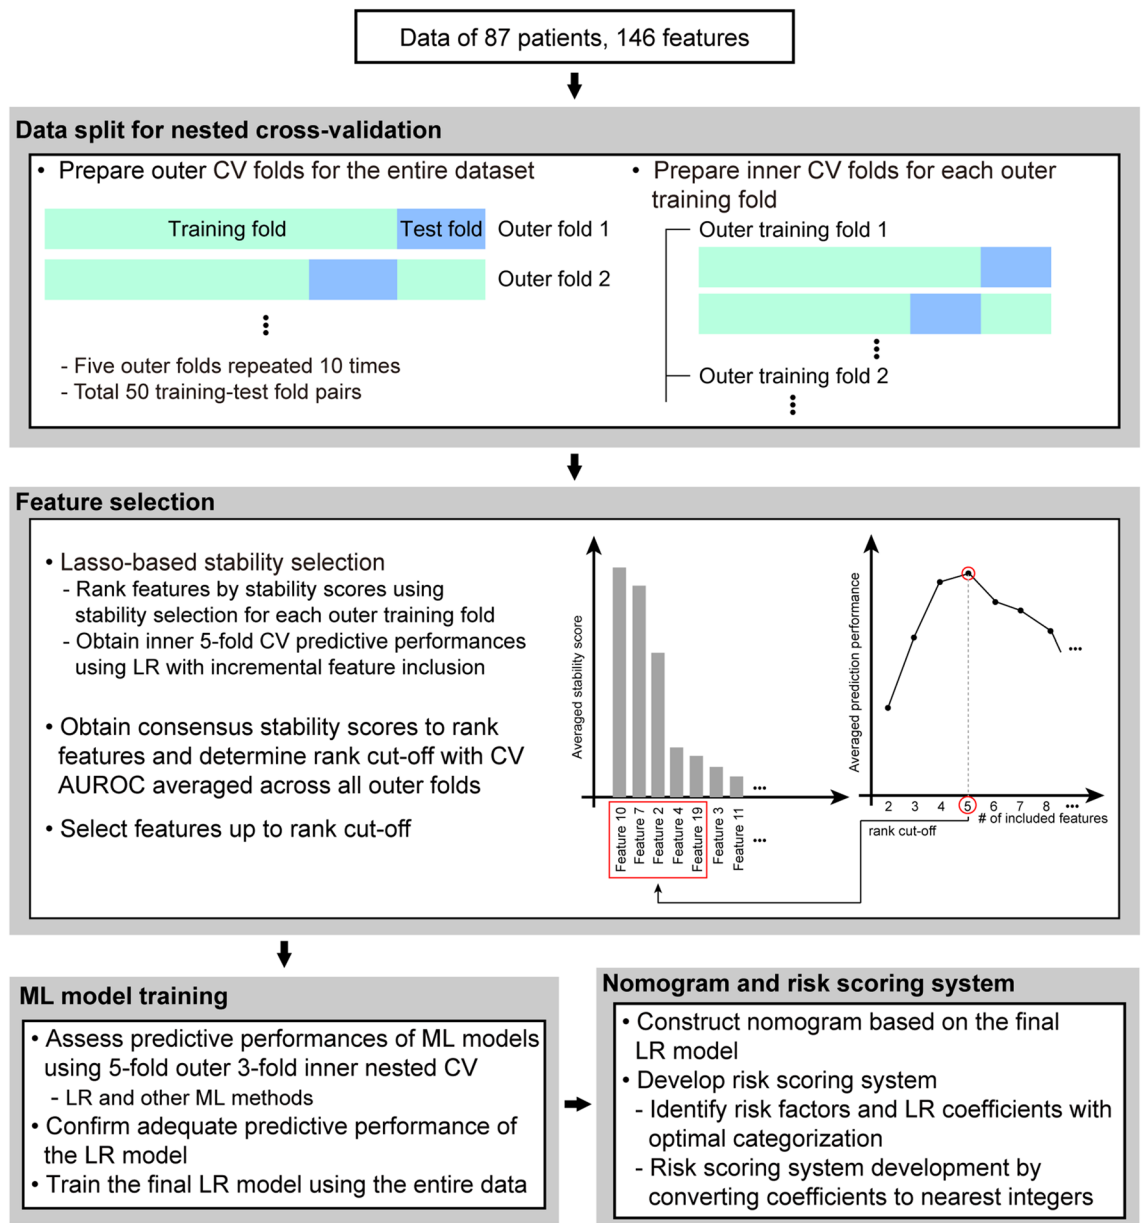 Data of 87 patients, 146 features
Data split for nested cross-validation
• Prepare outer CV folds for the entire dataset
Training fold
Test fold
Outer fold 1
Outer fold 2
- Five outer folds repeated 10 times
- Total 50 training-test fold pairs
• Prepare inner CV folds for each outer
training fold
Outer training fold 1
Outer training fold 2
Feature selection
• Lasso-based stability selection
- Rank features by stability scores using
stability selection for each outer training fold
- Obtain inner 5-fold CV predictive performances
using LR with incremental feature inclusion
• Obtain consensus stability scores to rank
features and determine rank cut-off with CV
AUROC averaged across all outer folds
• Select features up to rank cut-off
Averaged stability score
Feature 10
Feature 7
Feature 2
Feature 4
Feature 19
Feature 3
Feature 11
...
...
Averaged prediction performance
...
2 3 4 5 6 7 8 ...
# of included features
rank cut-off
ML model training
• Assess predictive performances of ML models
using 5-fold outer 3-fold inner nested CV
- LR and other ML methods
• Confirm adequate predictive performance of
the LR model
• Train the final LR model using the entire data
Nomogram and risk scoring system
• Construct nomogram based on the final
LR model
• Develop risk scoring system
- Identify risk factors and LR coefficients with
optimal categorization
- Risk scoring system development by
converting coefficients to nearest integers